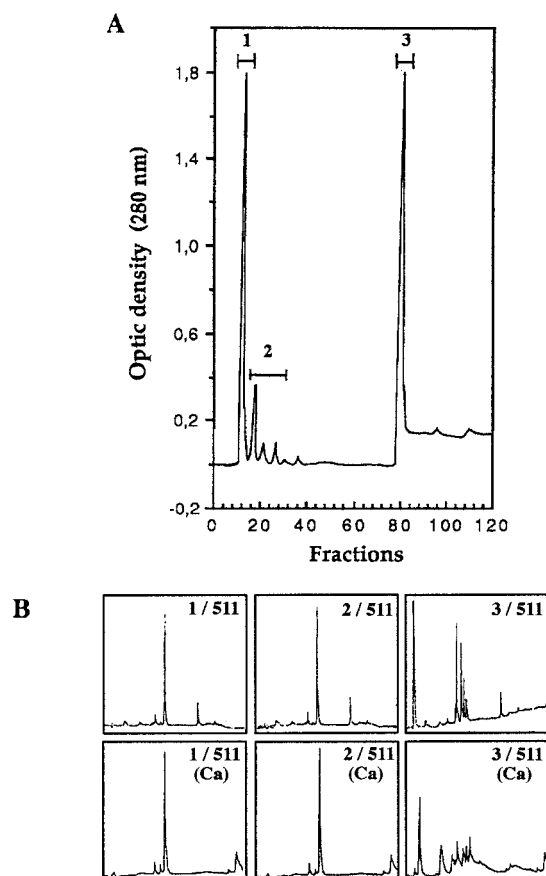 A
1
3
1,8
1,4
1,0
0,6
0,2
-0,2
2
Optic density (280 nm)
0 20 40 60 80 100 120
Fractions
B
1 / 511
2 / 511
3 / 511
1 / 511
(Ca)
2 / 511
(Ca)
3 / 511
(Ca)